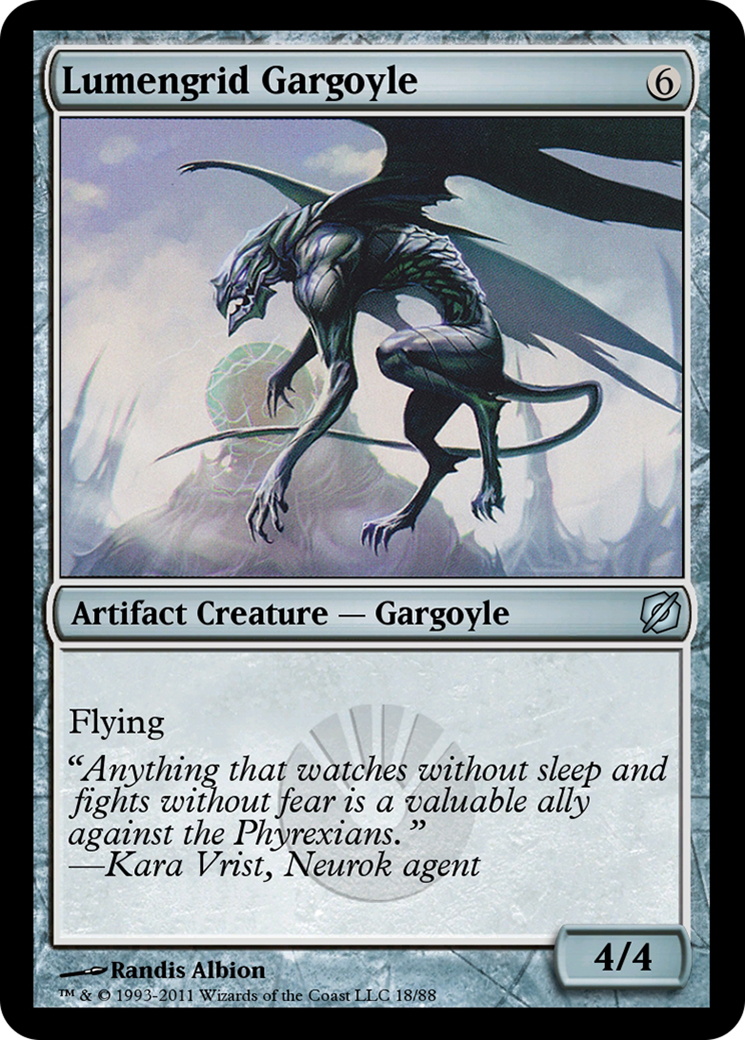 Lumengrid Gargoyle
6
Artifact Creature — Gargoyle
Flying
“Anything that watches without sleep and
fights without fear is a valuable ally
against the Phyrexians.”
—Kara Vrist, Neurok agent
4/4
Randis Albion
™ & © 1993-2011 Wizards of the Coast LLC 18/88